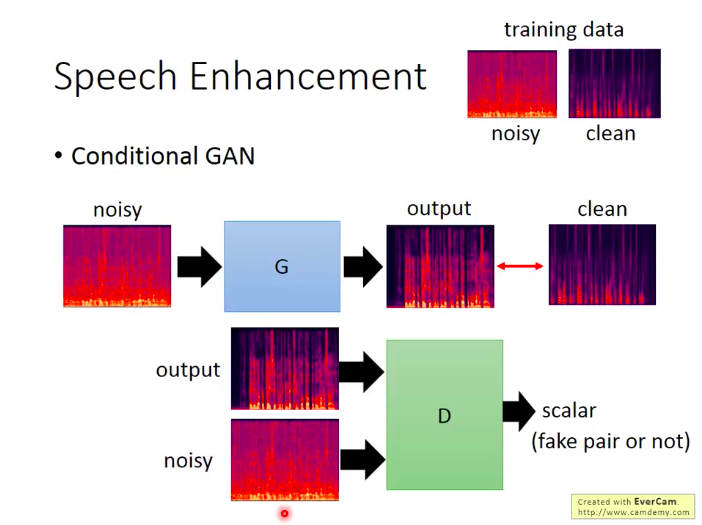 training data
Speech Enhancement
noisy clean
• Conditional GAN
noisy output clean
G
output
D
scalar
(fake pair or not)
noisy
Created with EverCam.
http://www.camdemy.com